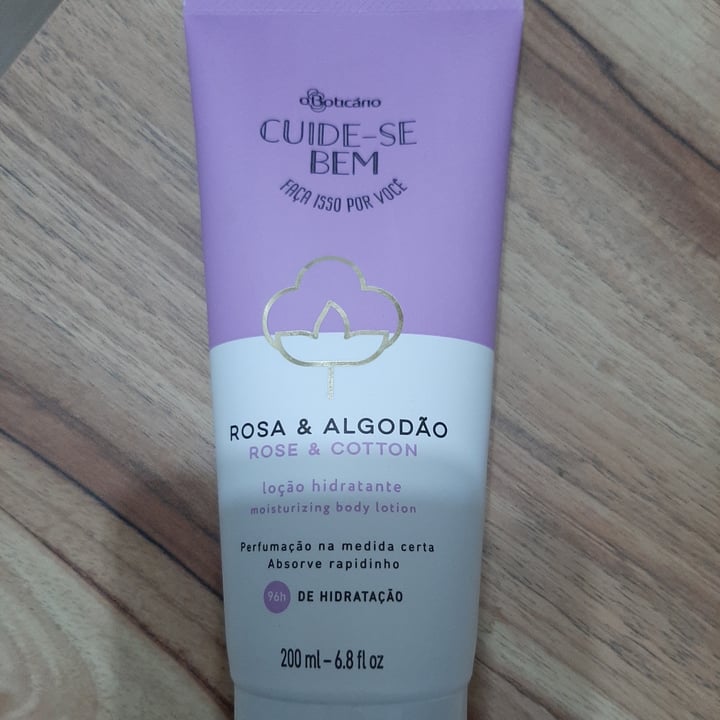 oBoticário
CUIDE-SE
BEM
FAÇA ISSO POR VOCÊ
ROSA & ALGODÃO
ROSE & COTTON
loção hidratante
moisturizing body lotion
Perfumação na medida certa
Absorve rapidinho
96h DE HIDRATAÇÃO
200 ml – 6.8 fl oz